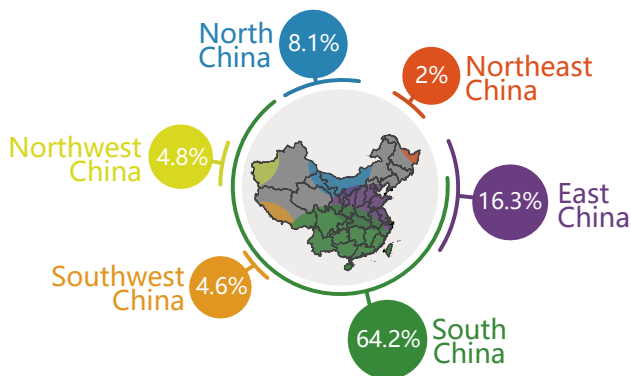 North
China
8.1%
2%
Northeast
China
Northwest
China
4.8%
16.3%
East
China
Southwest
China
4.6%
64.2%
South
China